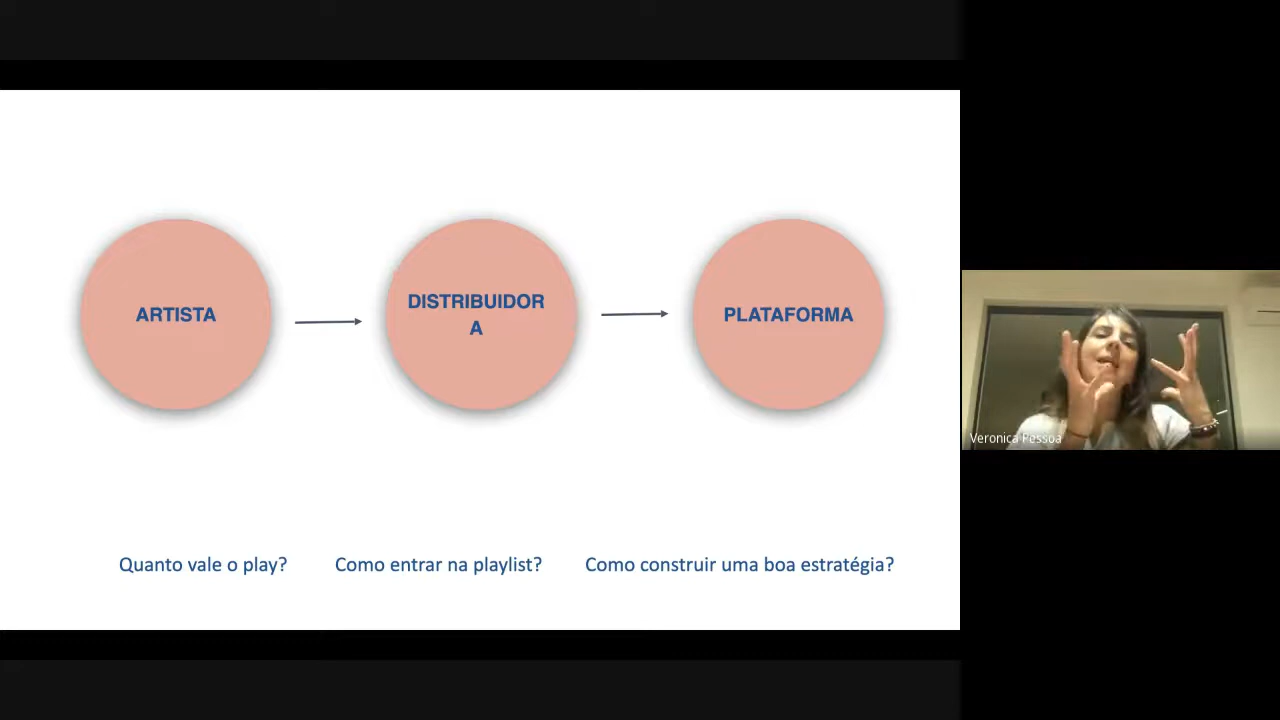 ARTISTA
DISTRIBUIDOR
A
PLATAFORMA
Quanto vale o play?
Como entrar na playlist?
Como construir uma boa estratégia?
Veronica Pessoa